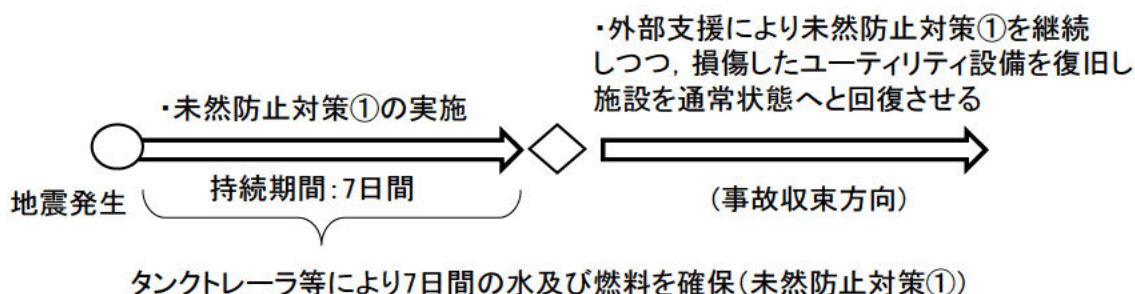 ・外部支援により未然防止対策①を継続
しつつ，損傷したユーティリティ設備を復旧し
施設を通常状態へと回復させる
・未然防止対策①の実施
地震発生
持続期間：7日間
(事故収束方向)
タンクトレーラ等により7日間の水及び燃料を確保(未然防止対策①)